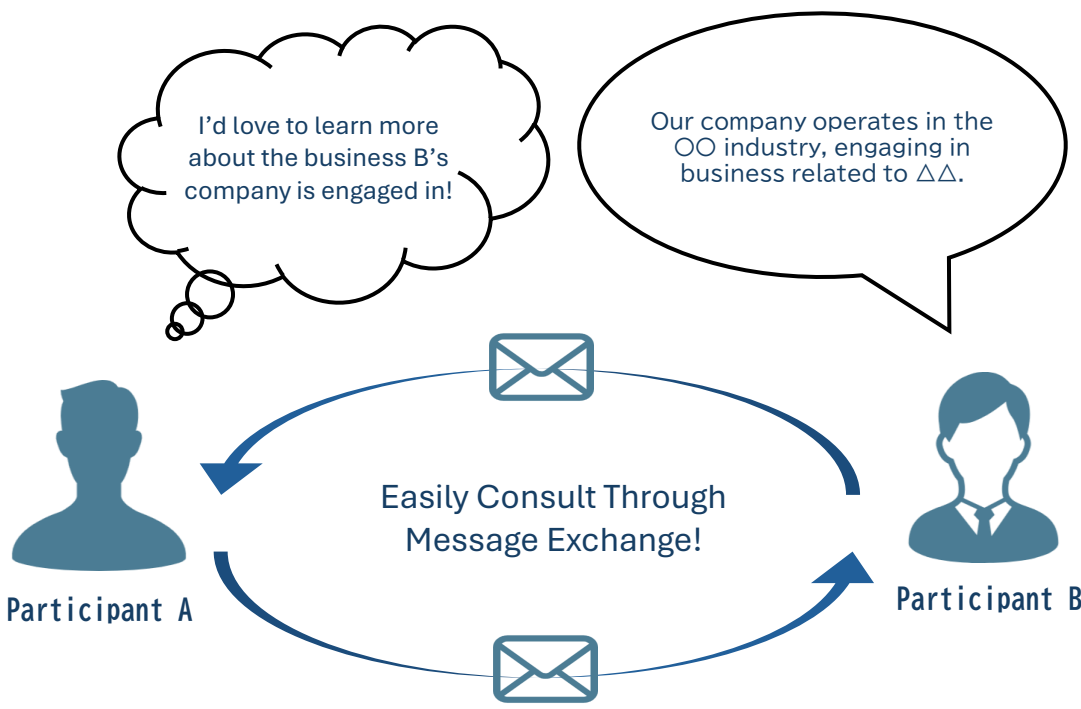 I’d love to learn more
about the business B’s
company is engaged in!
Our company operates in the
○○ industry, engaging in
business related to △△.
Easily Consult Through
Message Exchange!
Participant A
Participant B